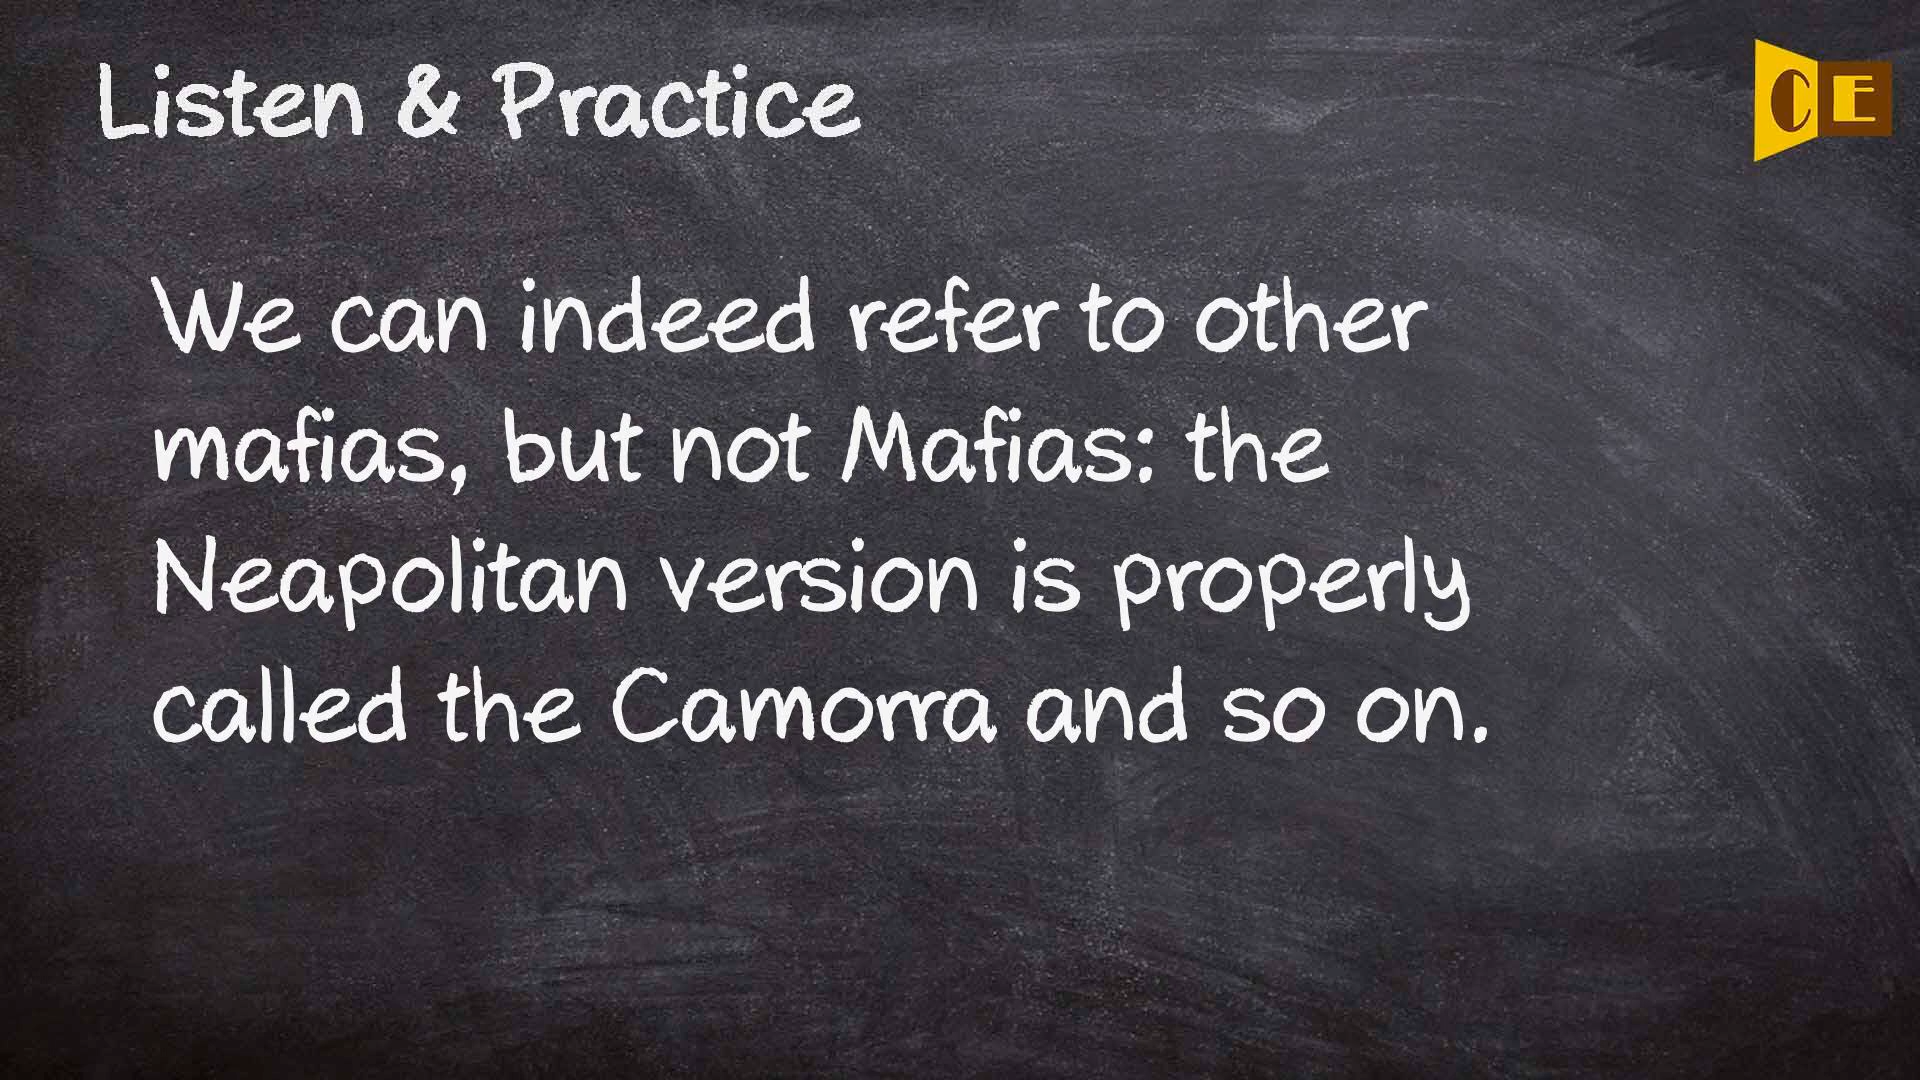 Listen & Practice
CE
We can indeed refer to other
mafias, but not Mafias: the
Neapolitan version is properly
called the Camorra and so on.